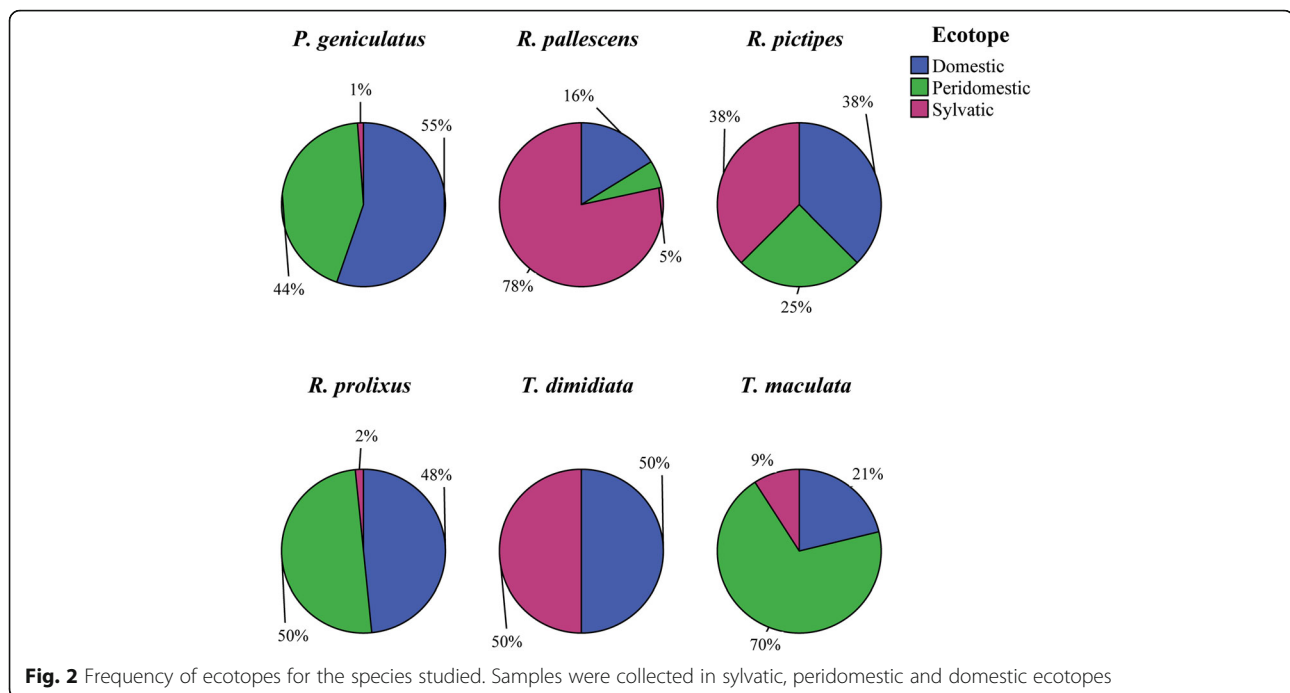 P. geniculatus
R. pallescens
R. pictipes
Ecotope
Domestic
Peridomestic
Sylvatic
1%
55%
44%
16%
5%
78%
38%
38%
25%
R. prolixus
T. dimidiata
T. maculata
2%
48%
50%
50%
50%
9%
21%
70%
Fig. 2 Frequency of ecotopes for the species studied. Samples were collected in sylvatic, peridomestic and domestic ecotopes